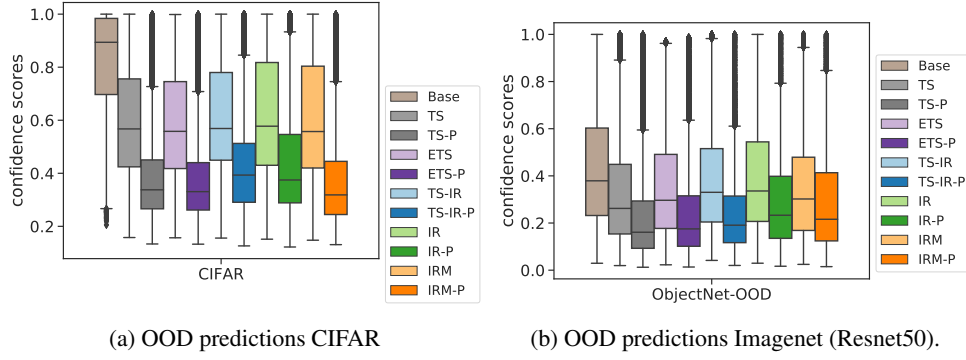 confidence scores
1.0
0.8
0.6
0.4
0.2
CIFAR
Base
TS
TS-P
ETS
ETS-P
TS-IR
TS-IR-P
IR
IR-P
IRM
IRM-P
(a) OOD predictions CIFAR
confidence scores
1.0
0.8
0.6
0.4
0.2
0.0
ObjectNet-OOD
Base
TS
TS-P
ETS
ETS-P
TS-IR
TS-IR-P
IR
IR-P
IRM
IRM-P
(b) OOD predictions Imagenet (Resnet50).